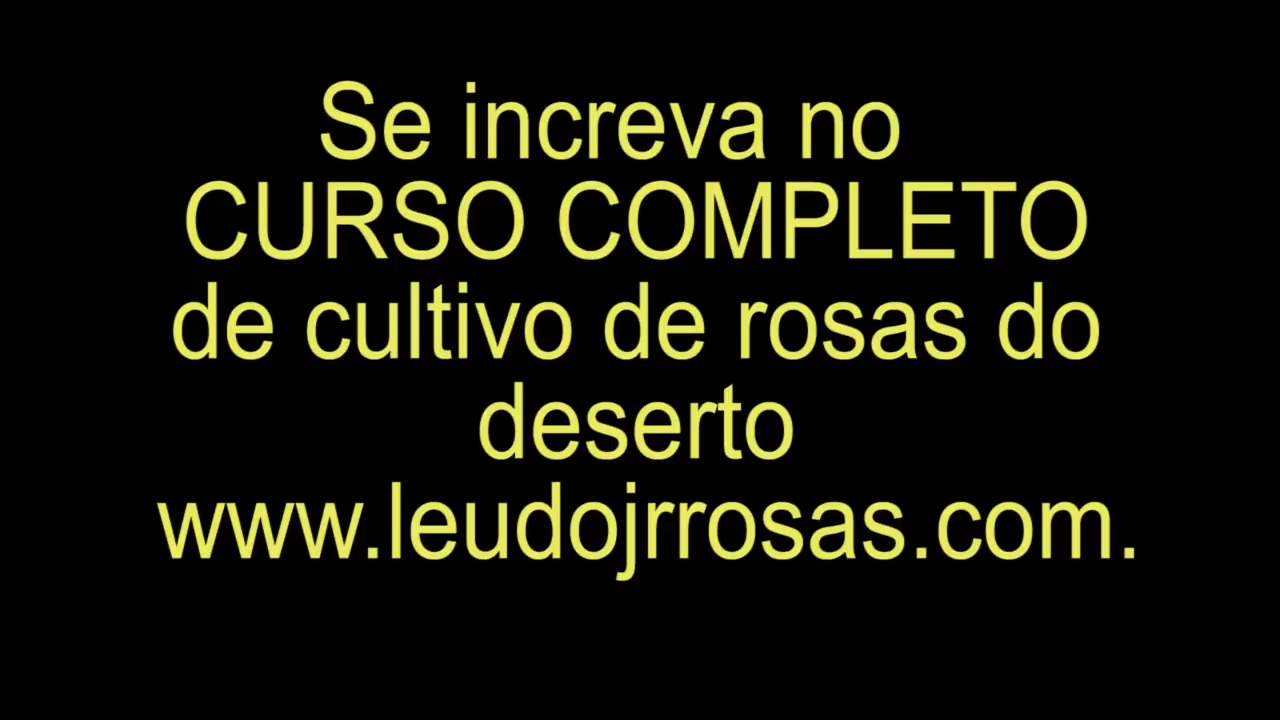 Se increva no
CURSO COMPLETO
de cultivo de rosas do
deserto
www.leudojrrosas.com.